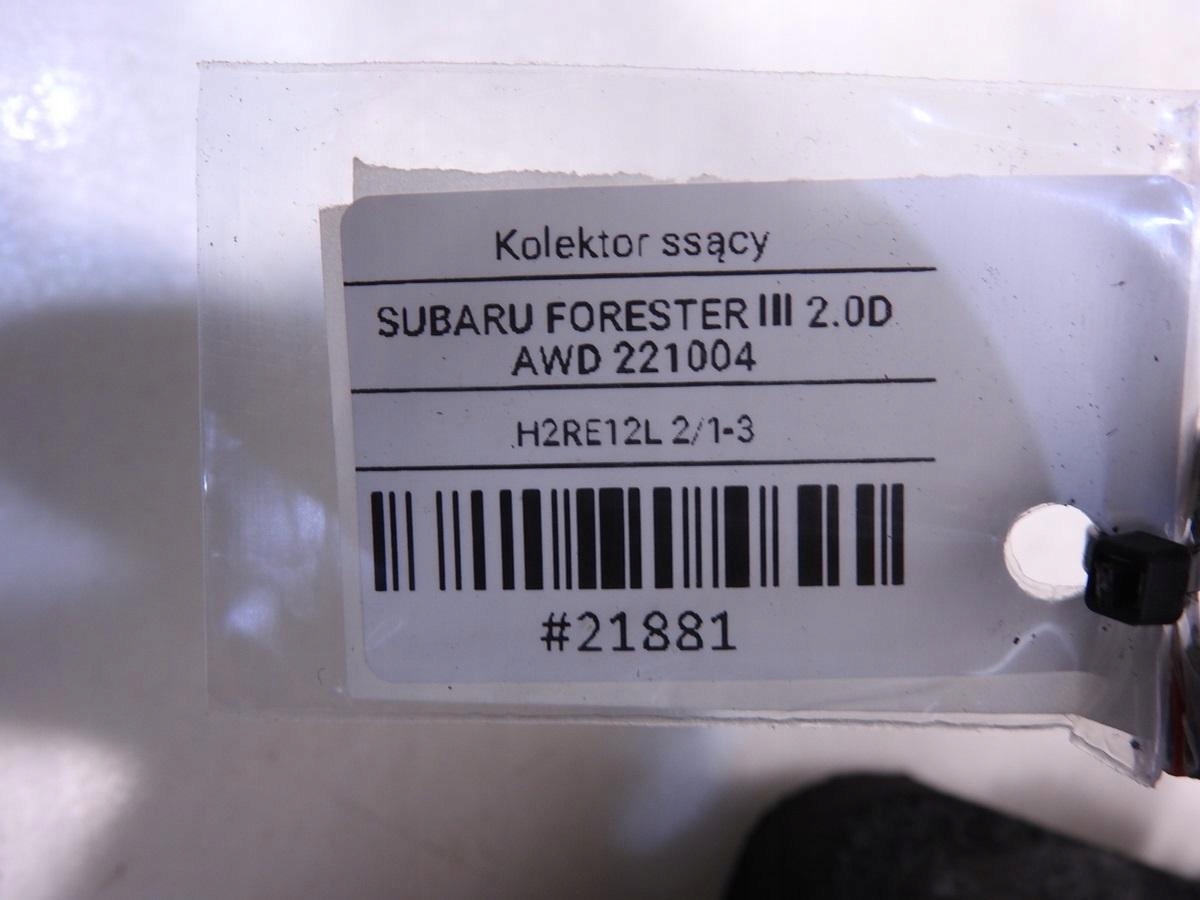 Kolektor ssący
SUBARU FORESTER III 2.0D
AWD 221004
H2RE12L 2/1-3
#21881